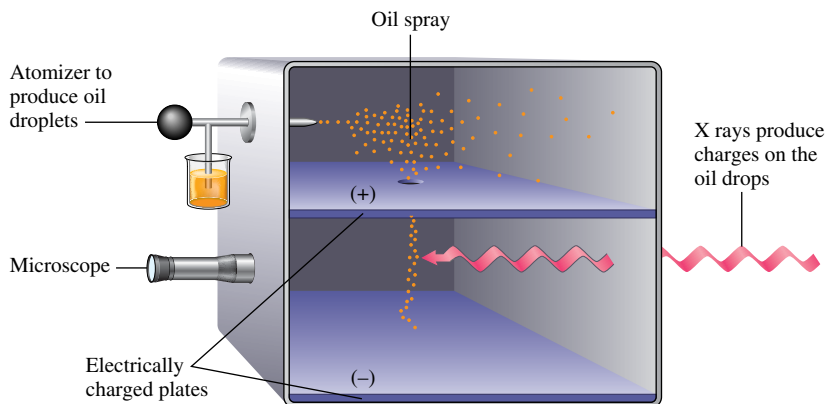 Oil spray
Atomizer to
produce oil
droplets
X rays produce
charges on the
oil drops
(+)
Microscope
Electrically
charged plates
(–)